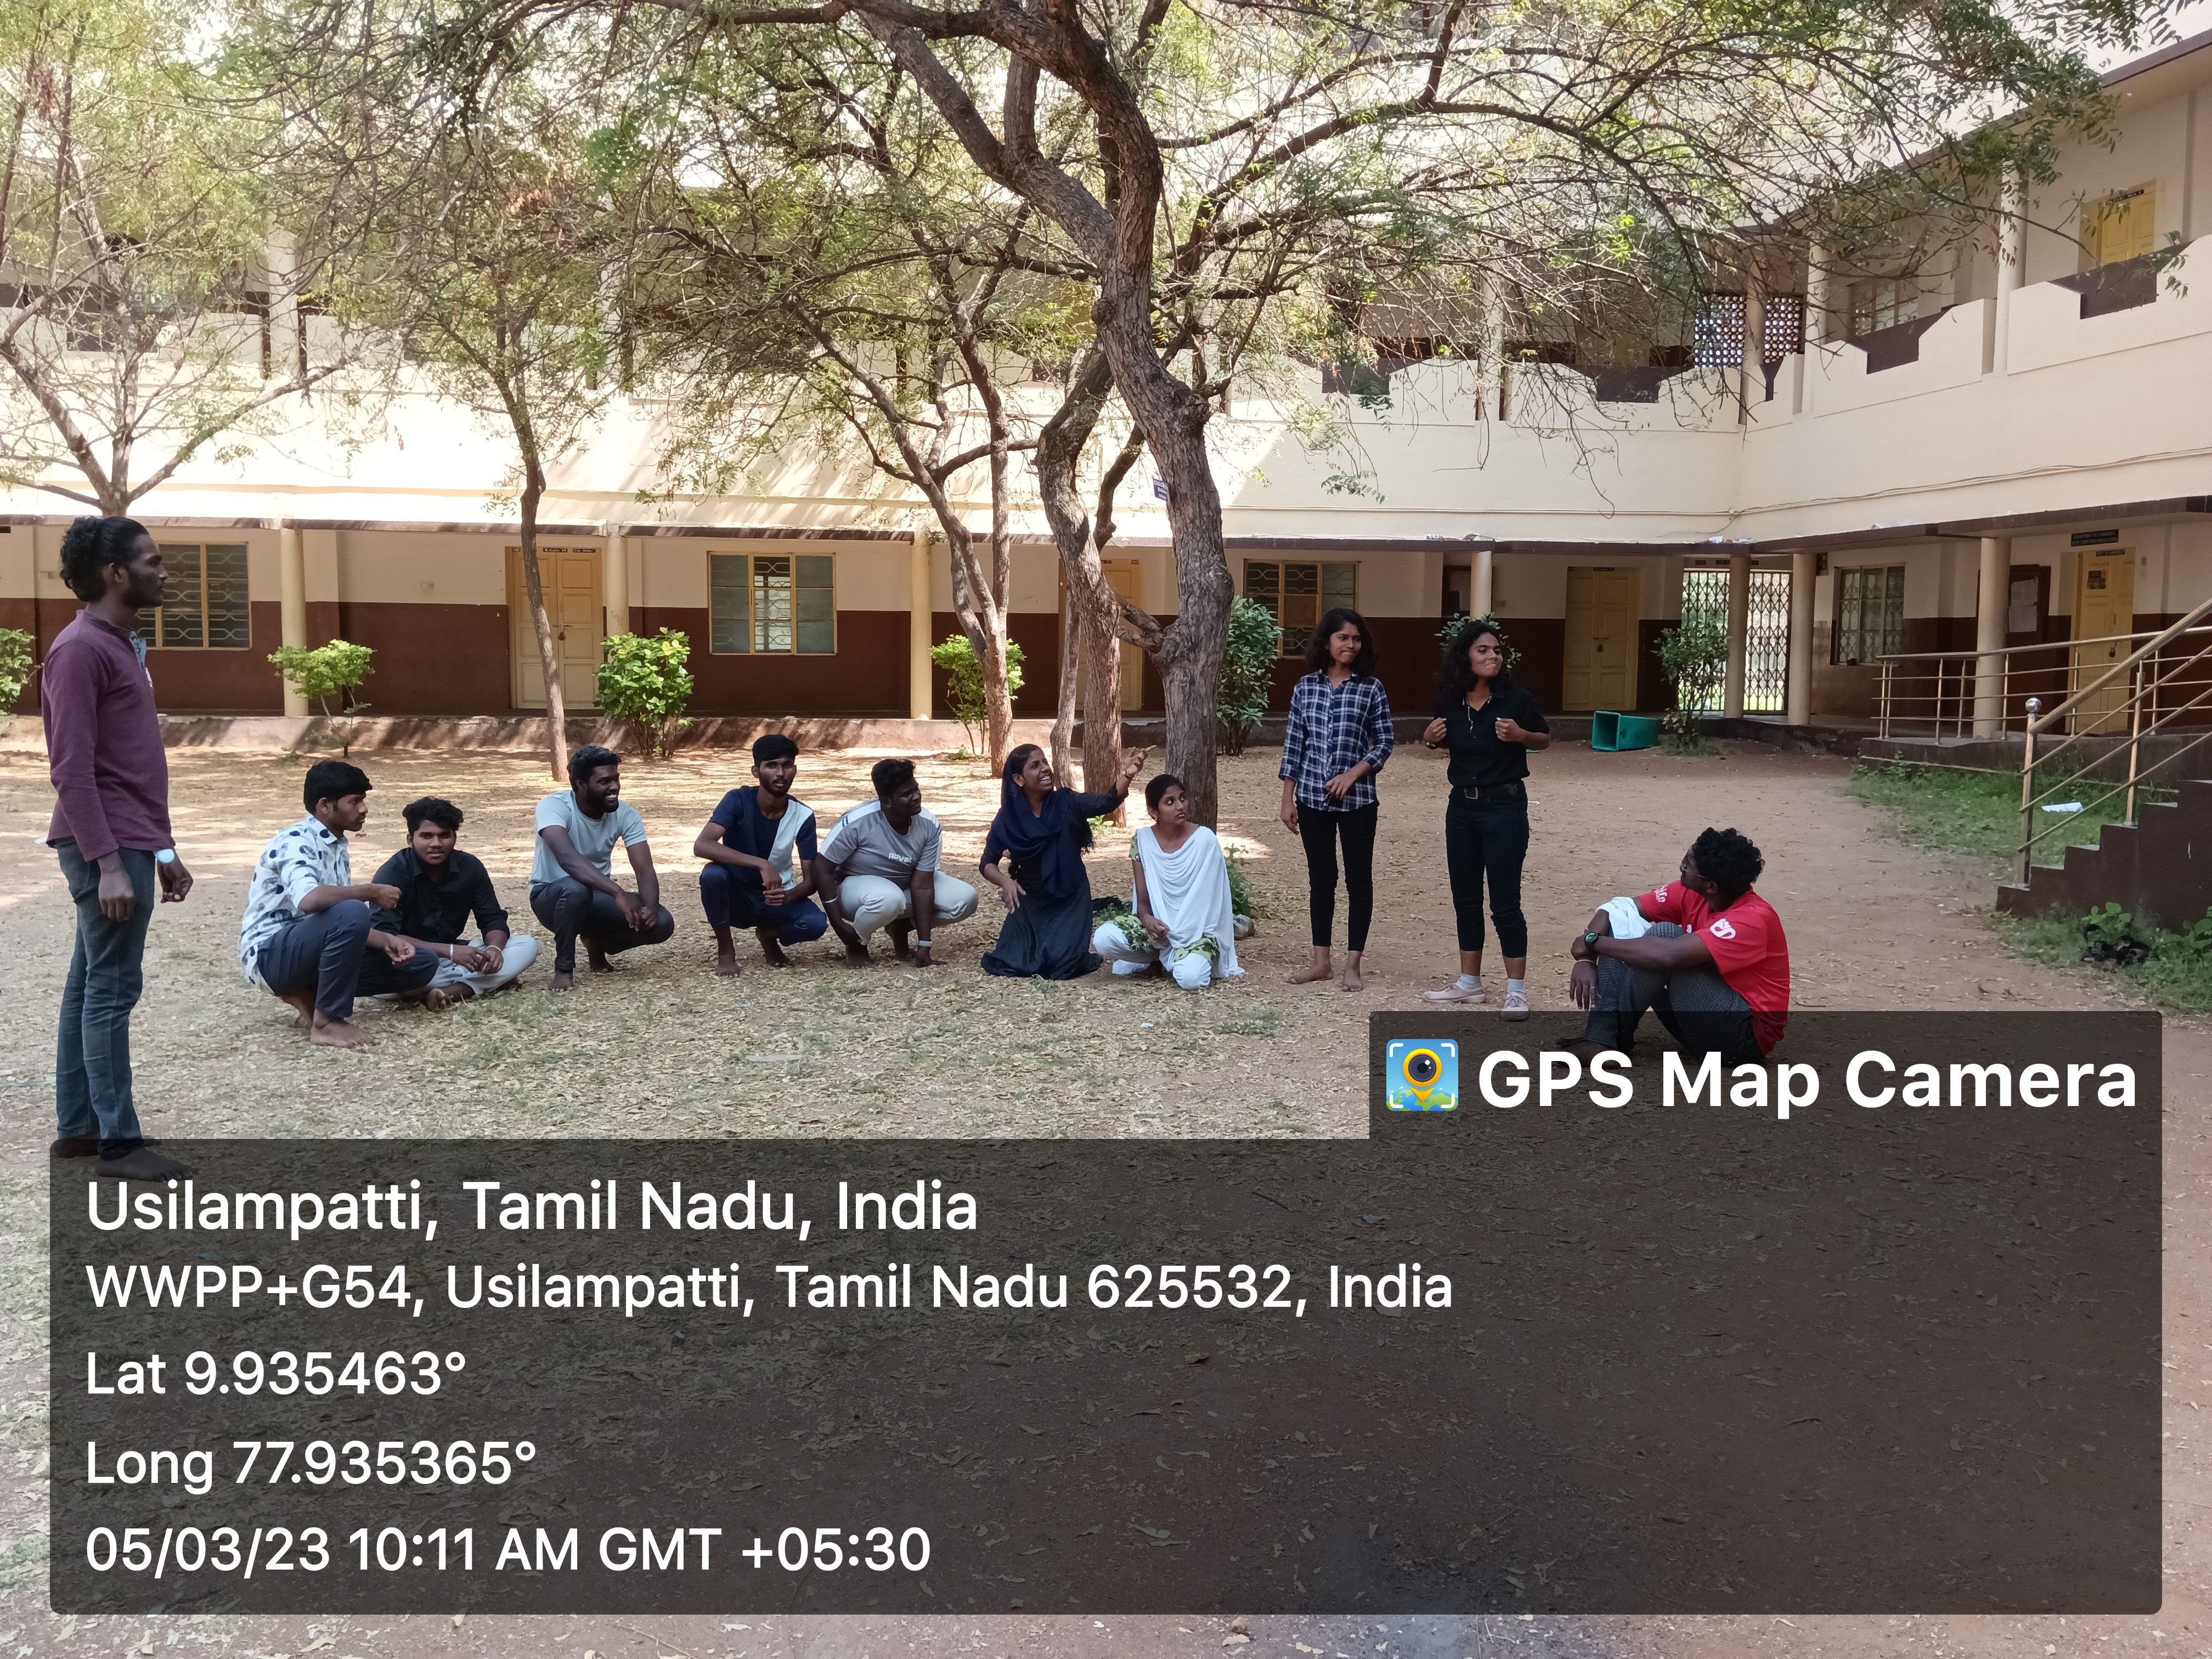 GPS Map Camera
Usilampatti, Tamil Nadu, India
WWPP+G54, Usilampatti, Tamil Nadu 625532, India
Lat 9.935463°
Long 77.935365°
05/03/23 10:11 AM GMT +05:30